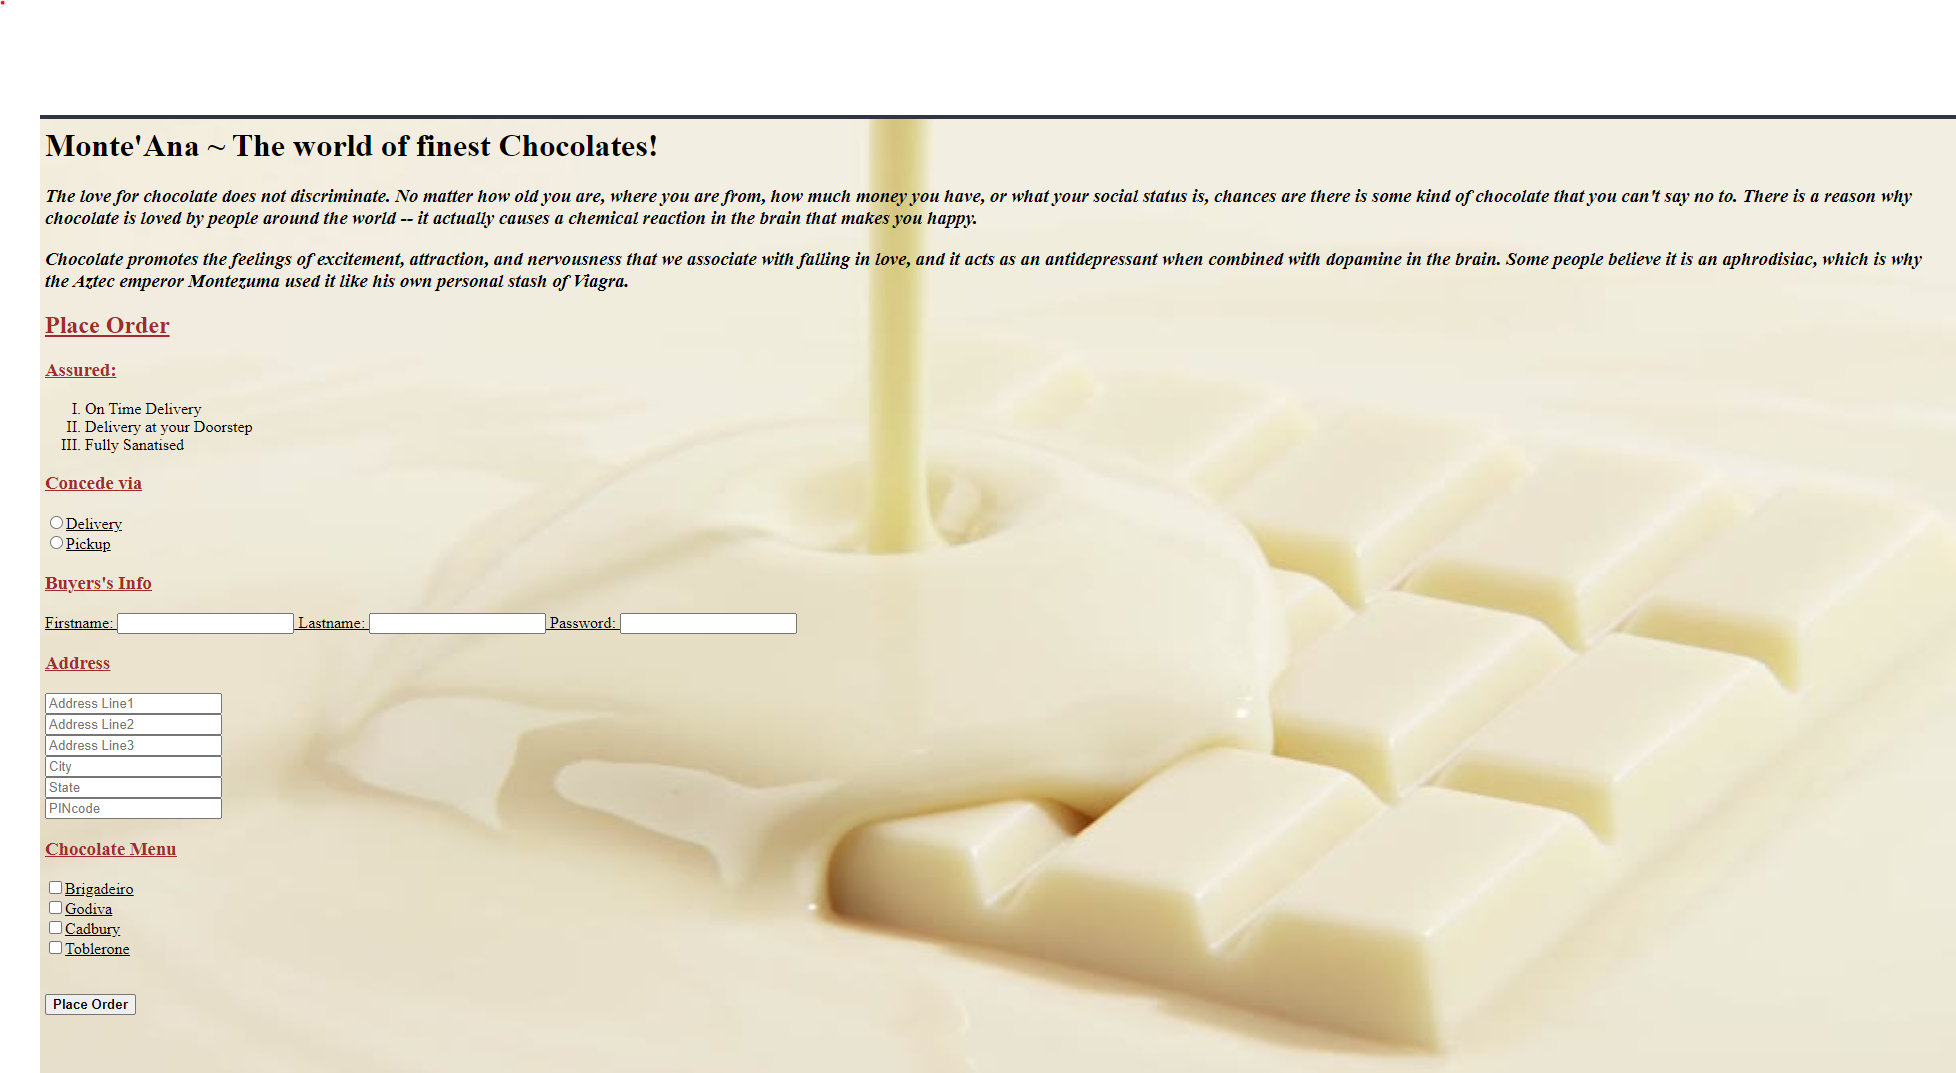 Monte'Ana ~ The world of finest Chocolates!
The love for chocolate does not discriminate. No matter how old you are, where you are from, how much money you have, or what your social status is, chances are there is some kind of chocolate that you can't say no to. There is a reason why
chocolate is loved by people around the world -- it actually causes a chemical reaction in the brain that makes you happy.
Chocolate promotes the feelings of excitement, attraction, and nervousness that we associate with falling in love, and it acts as an antidepressant when combined with dopamine in the brain. Some people believe it is an aphrodisiac, which is why
the Aztec emperor Montezuma used it like his own personal stash of Viagra.
Place Order
Assured:
I. On Time Delivery
II. Delivery at your Doorstep
III. Fully Sanatised
Concede via
Delivery
Pickup
Buyers's Info
Firstname: Lastname: Password:
Address
Address Line1
Address Line2
Address Line3
City
State
PINcode
Chocolate Menu
Brigadeiro
Godiva
Cadbury
Toblerone
Place Order